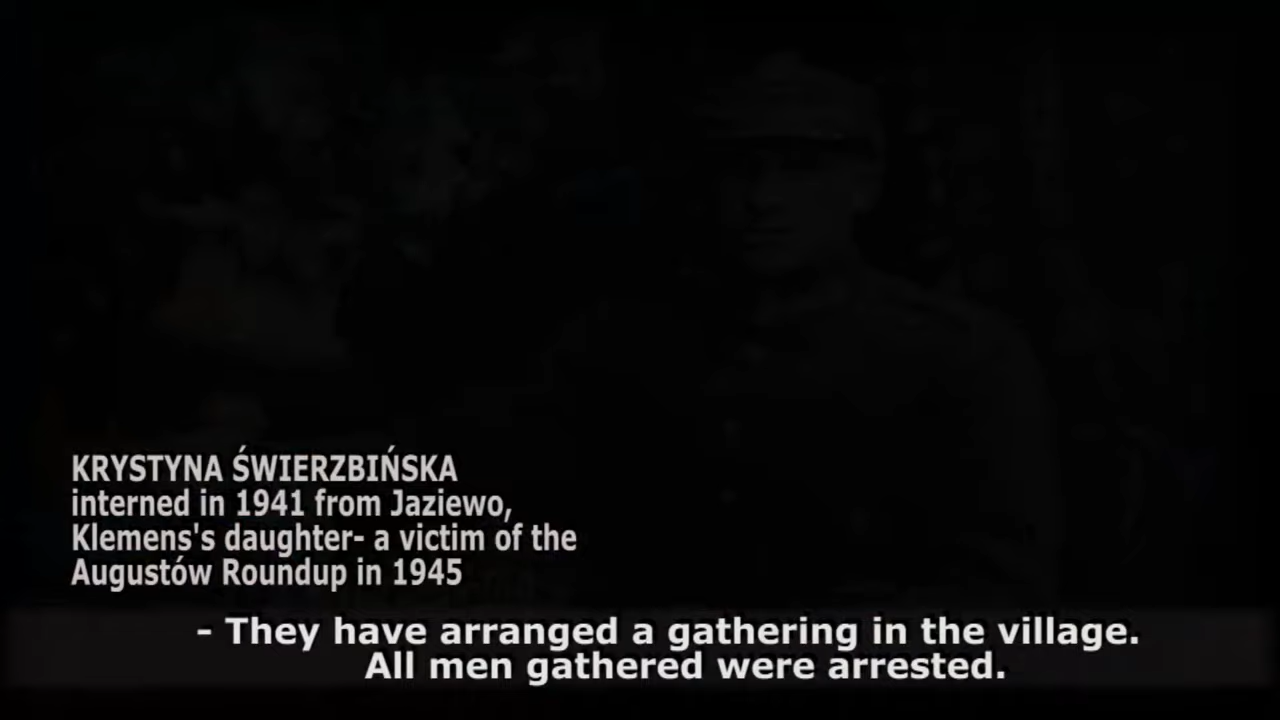 KRYSTYNA ŚWIERZBIŃSKA
interned in 1941 from Jaziewo,
Klemens's daughter- a victim of the
Augustów Roundup in 1945
- They have arranged a gathering in the village.
All men gathered were arrested.